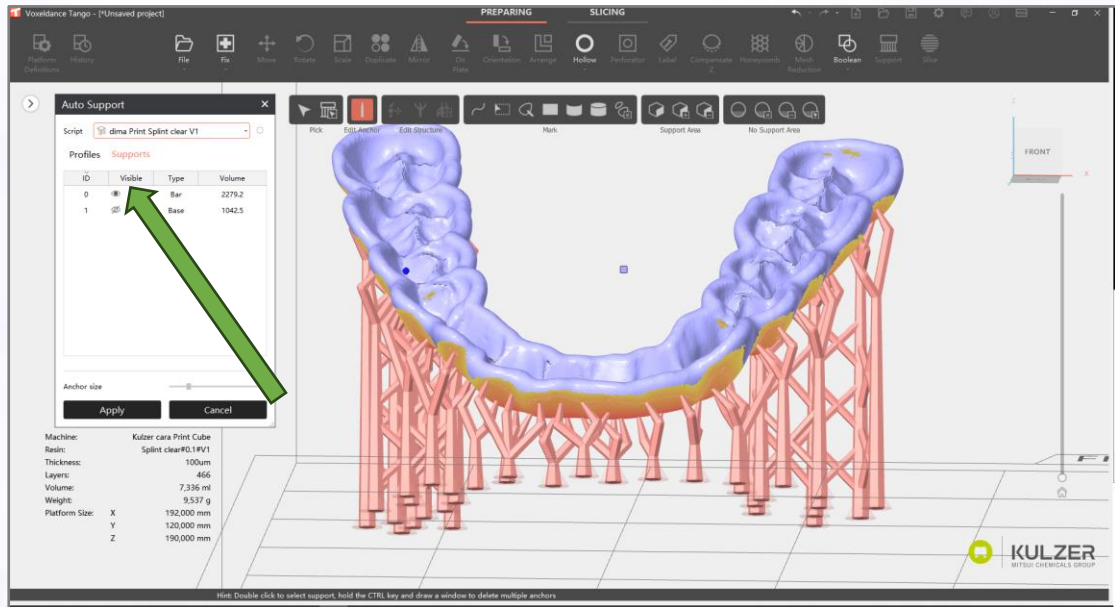 Voxeldance Tango - [*Unsaved project]
PREPARING
SLICING
Platform Definitions
History
File
Fix
Move
Rotate
Scale
Duplicate
Mirror
On Plate
Orientation
Arrange
Hollow
Perforator
Label
Compensate Z
Honeycomb
Mesh Reduction
Boolean
Support
Slice
Auto Support
Script
dima Print Splint clear V1
Profiles
Supports
ID Visible Type Volume
0 Bar 2279.2
1 Base 1042.5
Anchor size
Apply
Cancel
Pick
Edit Anchor
Edit Structure
Mark
Support Area
No Support Area
Z
FRONT
X
Machine: Kulzer cara Print Cube
Resin: Splint clear#0.1#V1
Thickness: 100um
Layers: 466
Volume: 7,336 ml
Weight: 9,537 g
Platform Size: X 192,000 mm
Y 120,000 mm
Z 190,000 mm
KULZER
MITSUI CHEMICALS GROUP
Hint: Double click to select support, hold the CTRL key and draw a window to delete multiple anchors